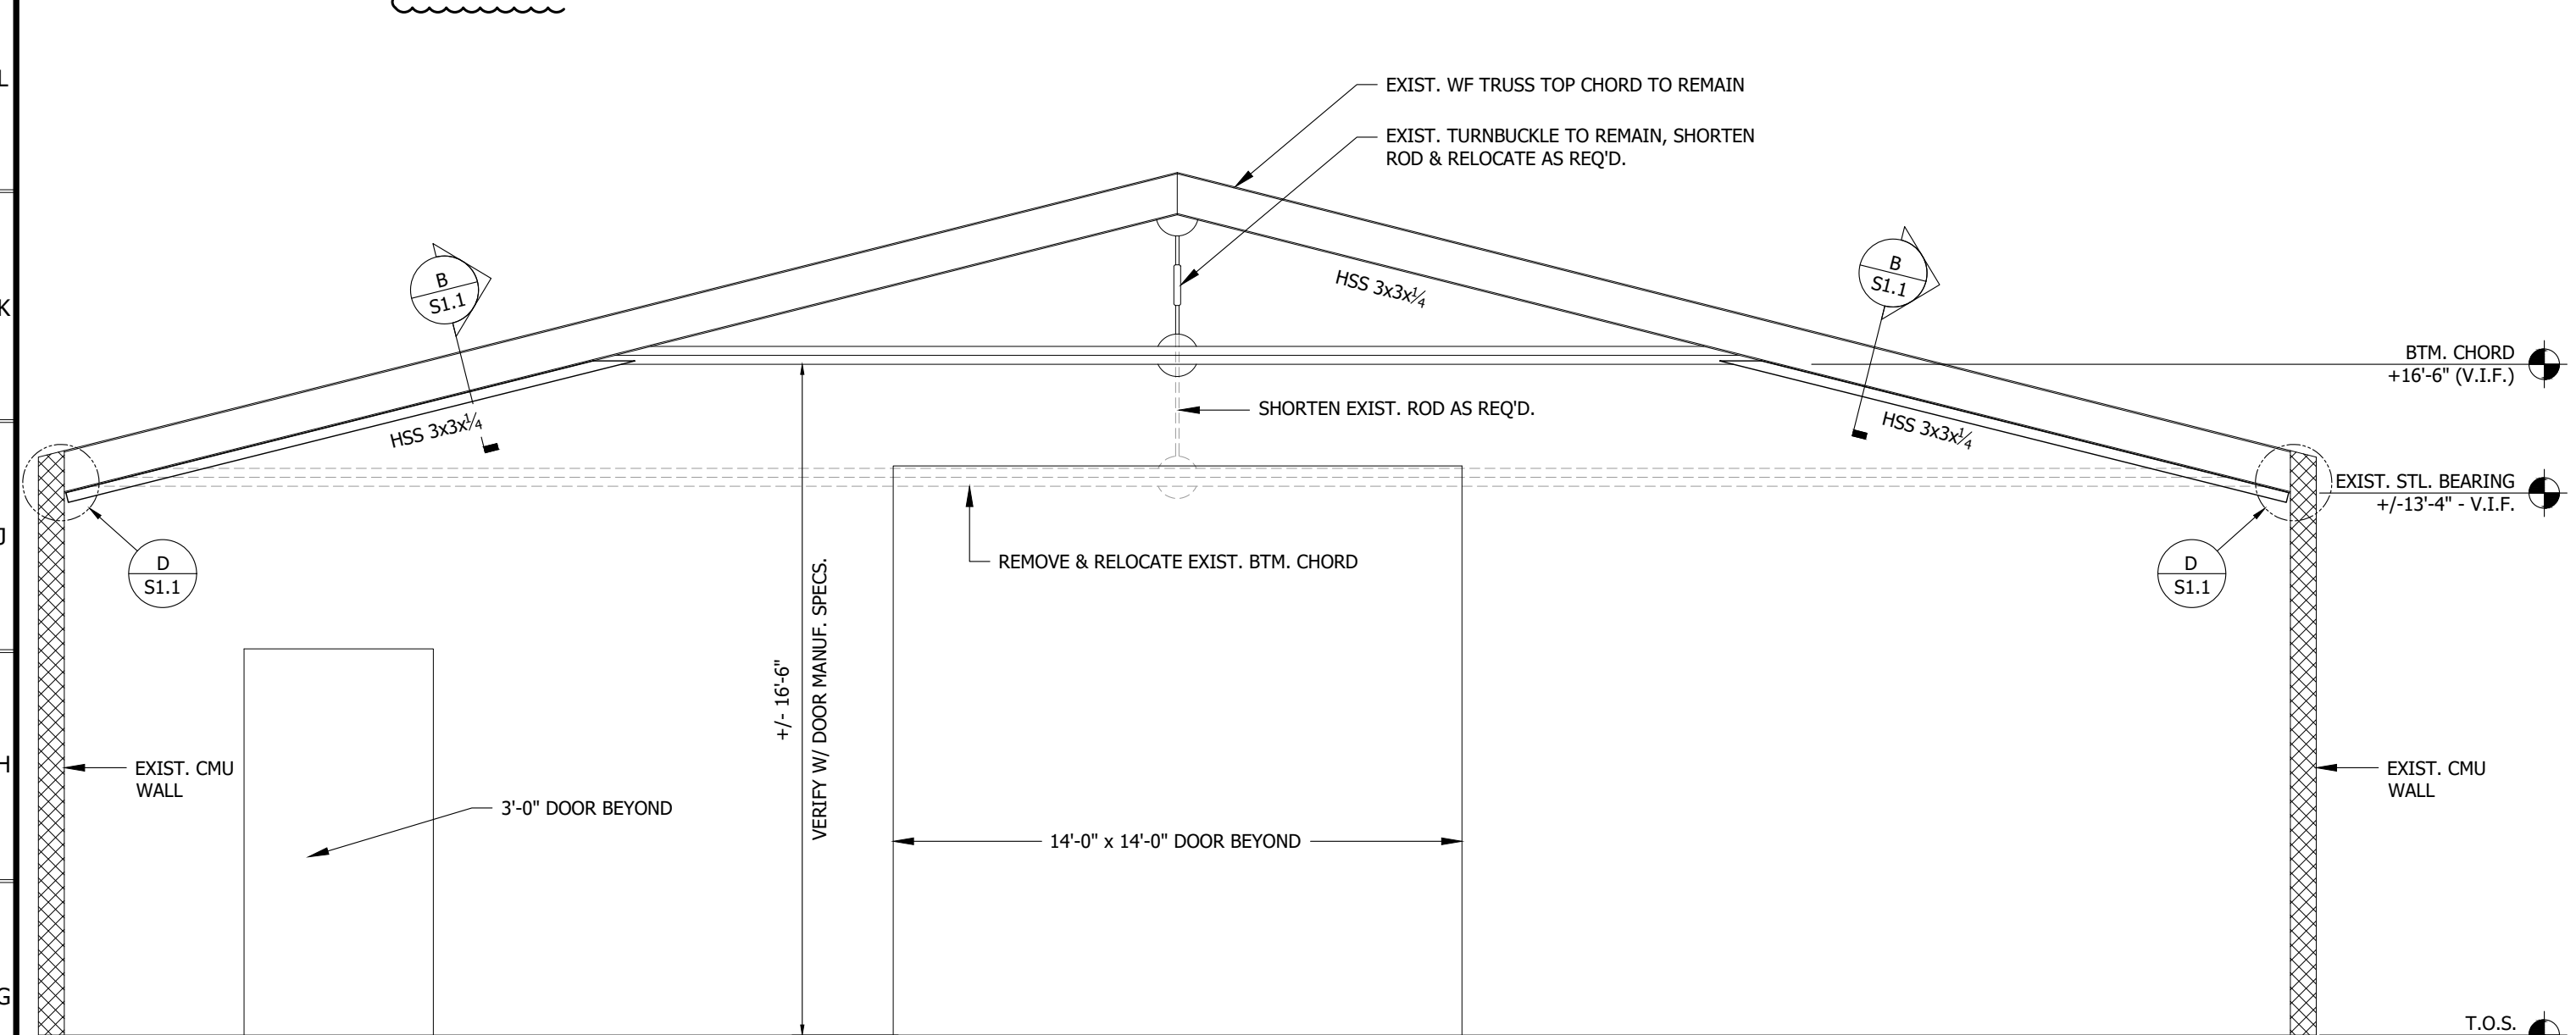 L
EXIST. WF TRUSS TOP CHORD TO REMAIN
EXIST. TURNBUCKLE TO REMAIN, SHORTEN
ROD & RELOCATE AS REQ'D.
B
S1.1
B
S1.1
HSS 3x3x¼
K
BTM. CHORD
+16'-6" (V.I.F.)
SHORTEN EXIST. ROD AS REQ'D.
HSS 3x3x¼
HSS 3x3x¼
EXIST. STL. BEARING
+/-13'-4" - V.I.F.
J
D
S1.1
REMOVE & RELOCATE EXIST. BTM. CHORD
D
S1.1
+/- 16'-6"
VERIFY W/ DOOR MANUF. SPECS.
H
EXIST. CMU
WALL
EXIST. CMU
WALL
3'-0" DOOR BEYOND
14'-0" x 14'-0" DOOR BEYOND
G
T.O.S.